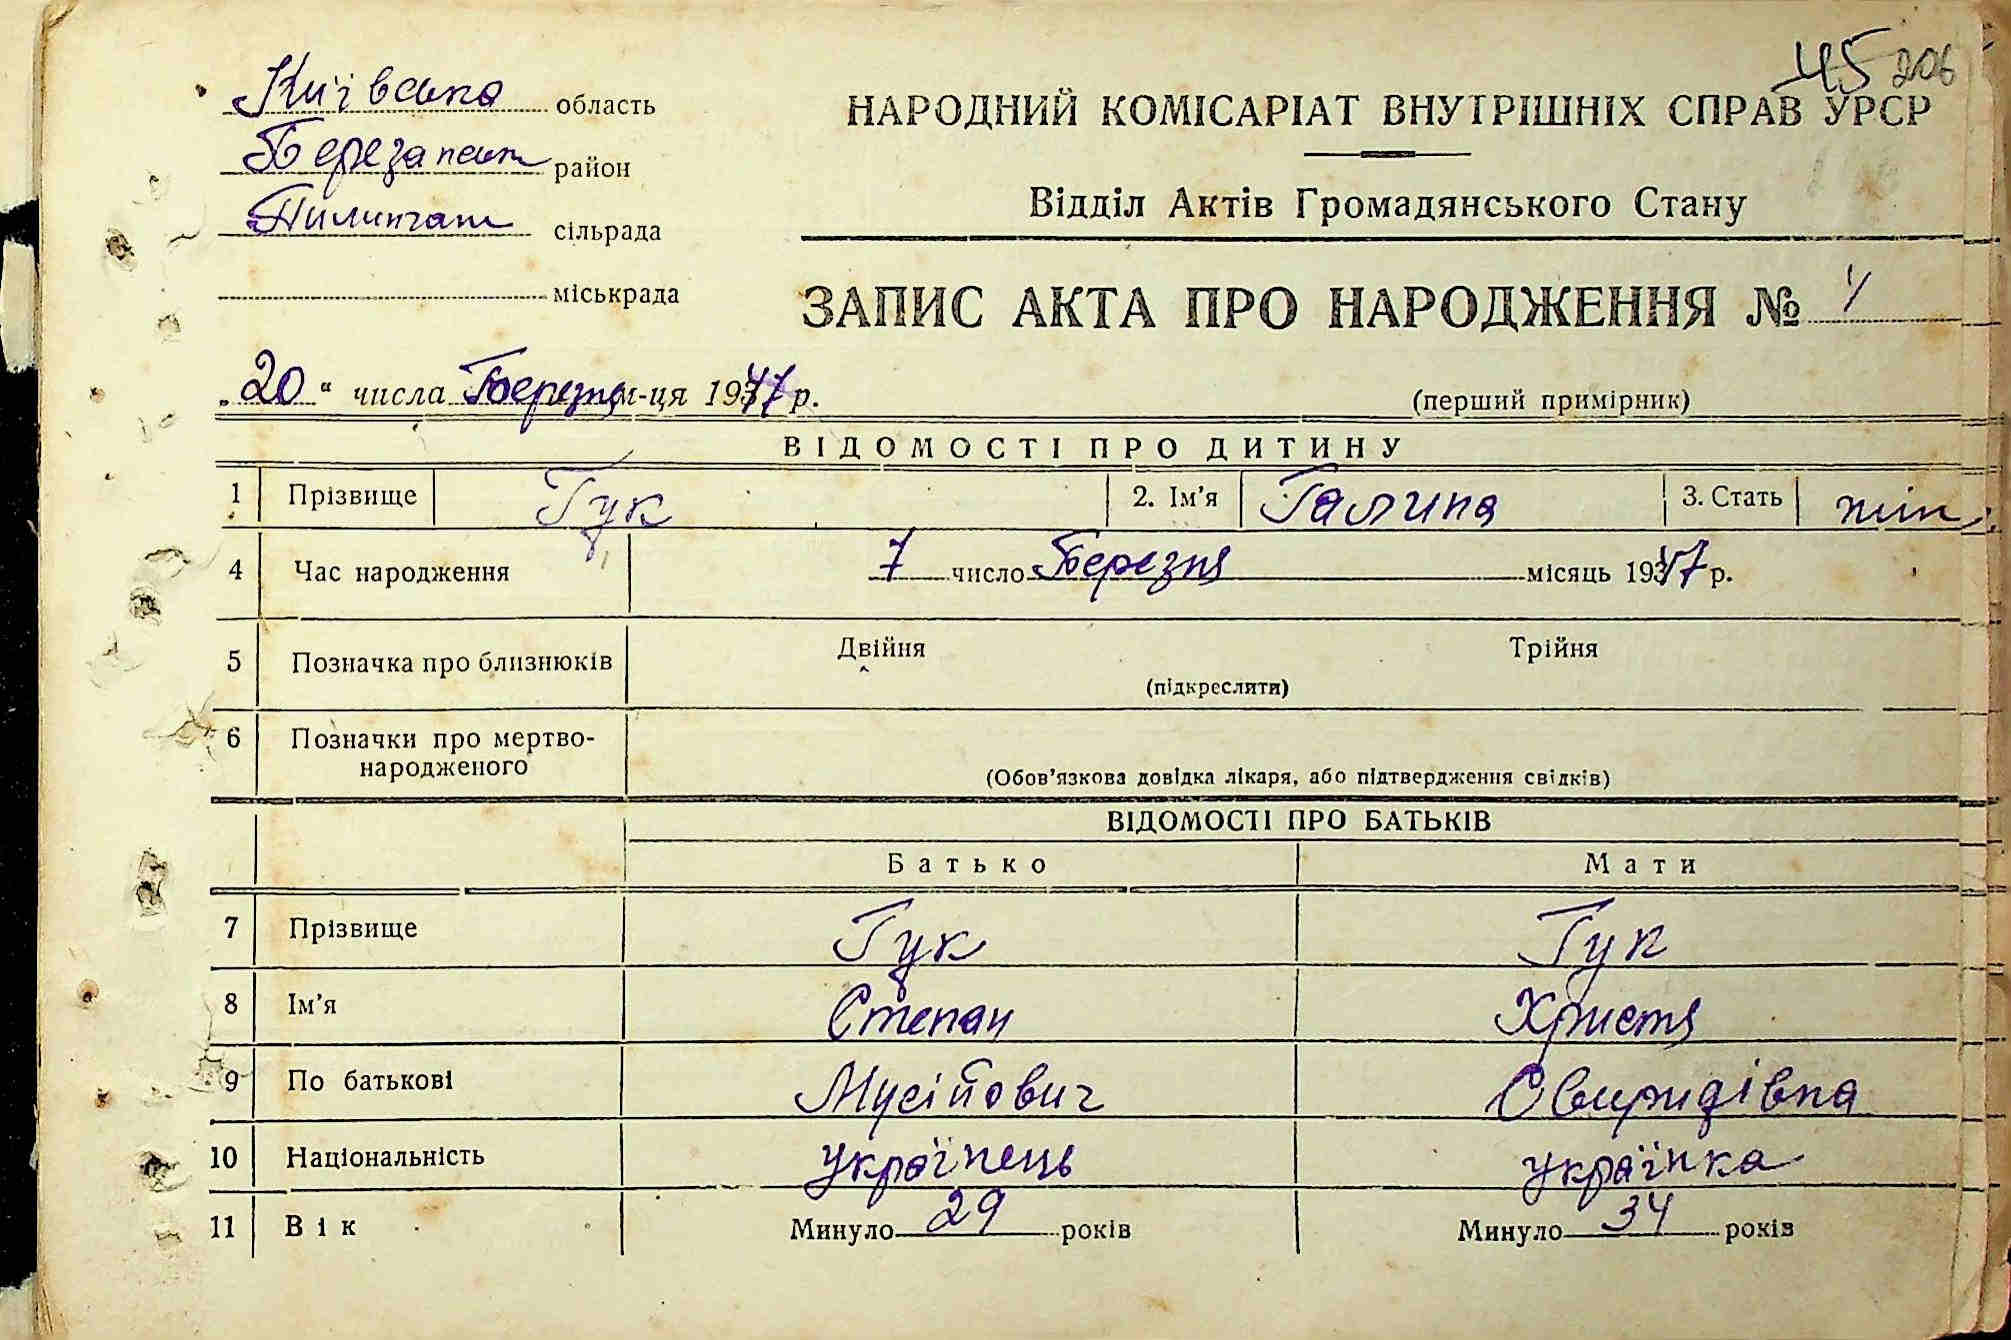 45 206
Київська область
НАРОДНИЙ КОМІСАРІАТ ВНУТРІШНІХ СПРАВ УРСР
Березанськ район
Відділ Актів Громадянського Стану
Пилипчат сільрада
міськрада
ЗАПИС АКТА ПРО НАРОДЖЕННЯ №
„20“ числа Березня м-ця 1947 р.
(перший примірник)
ВІДОМОСТІ ПРО ДИТИНУ
1 Прізвище Гук 2. Ім’я Галина 3. Стать жін
4 Час народження 7 число Березня місяць 1947 р.
5 Позначка про близнюків Двійня Трійня
(підкреслити)
6 Позначки про мертво-
народженого
(Обов’язкова довідка лікаря, або підтвердження свідків)
ВІДОМОСТІ ПРО БАТЬКІВ
Батько Мати
7 Прізвище Гук Гук
8 Ім’я Степан Христя
9 По батькові Мусійович Свиридівна
10 Національність українець українка
11 Вік Минуло 29 років Минуло 34 років